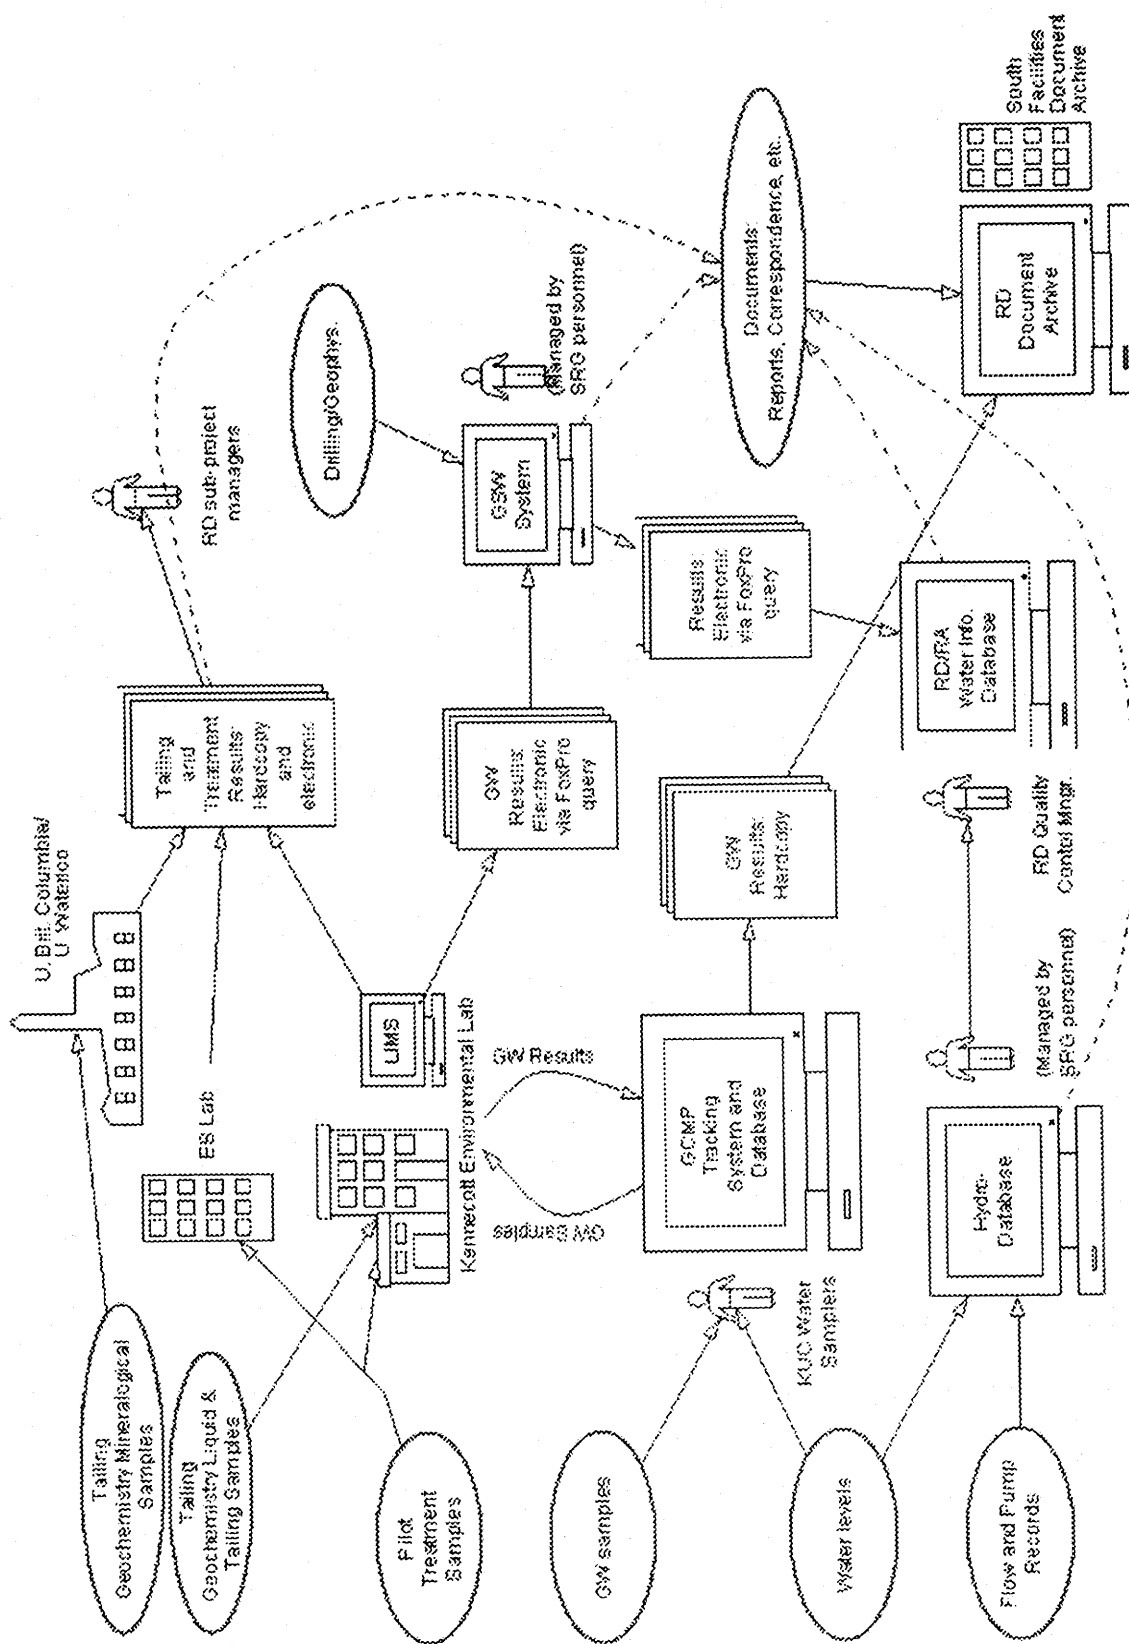 Tailing
Geochemistry Mineralogical
Samples
Tailing
Geochemistry Liquid &
Tailing Samples
Pilot
Treatment
Samples
GW samples
Water levels
Flow and Pump
Records
U. Brit. Columbia/
U. Waterloo
ES Lab
Kennecott Environmental Lab
LIMS
GW Results
GW Samples
KUC Water
Samplers
GCMP
Tracking
System and
Database
Hydro-
Database
(Managed by
SRG personnel)
RD Quality
Contol Mngr.
Tailing
and
Treatment
Results:
Hardcopy
and
electronic
GW
Results:
Electronic
via FoxPro
query
GW
Results:
Hardcopy
RD sub-project
managers
Drilling/Geophys.
GSW
System
(Managed by
SRG personnel)
Results:
Electronic
via FoxPro
query
RD/RA
Water Info.
Database
Documents:
Reports, Correspondence, etc.
RD
Document
Archive
South
Facilities
Document
Archive